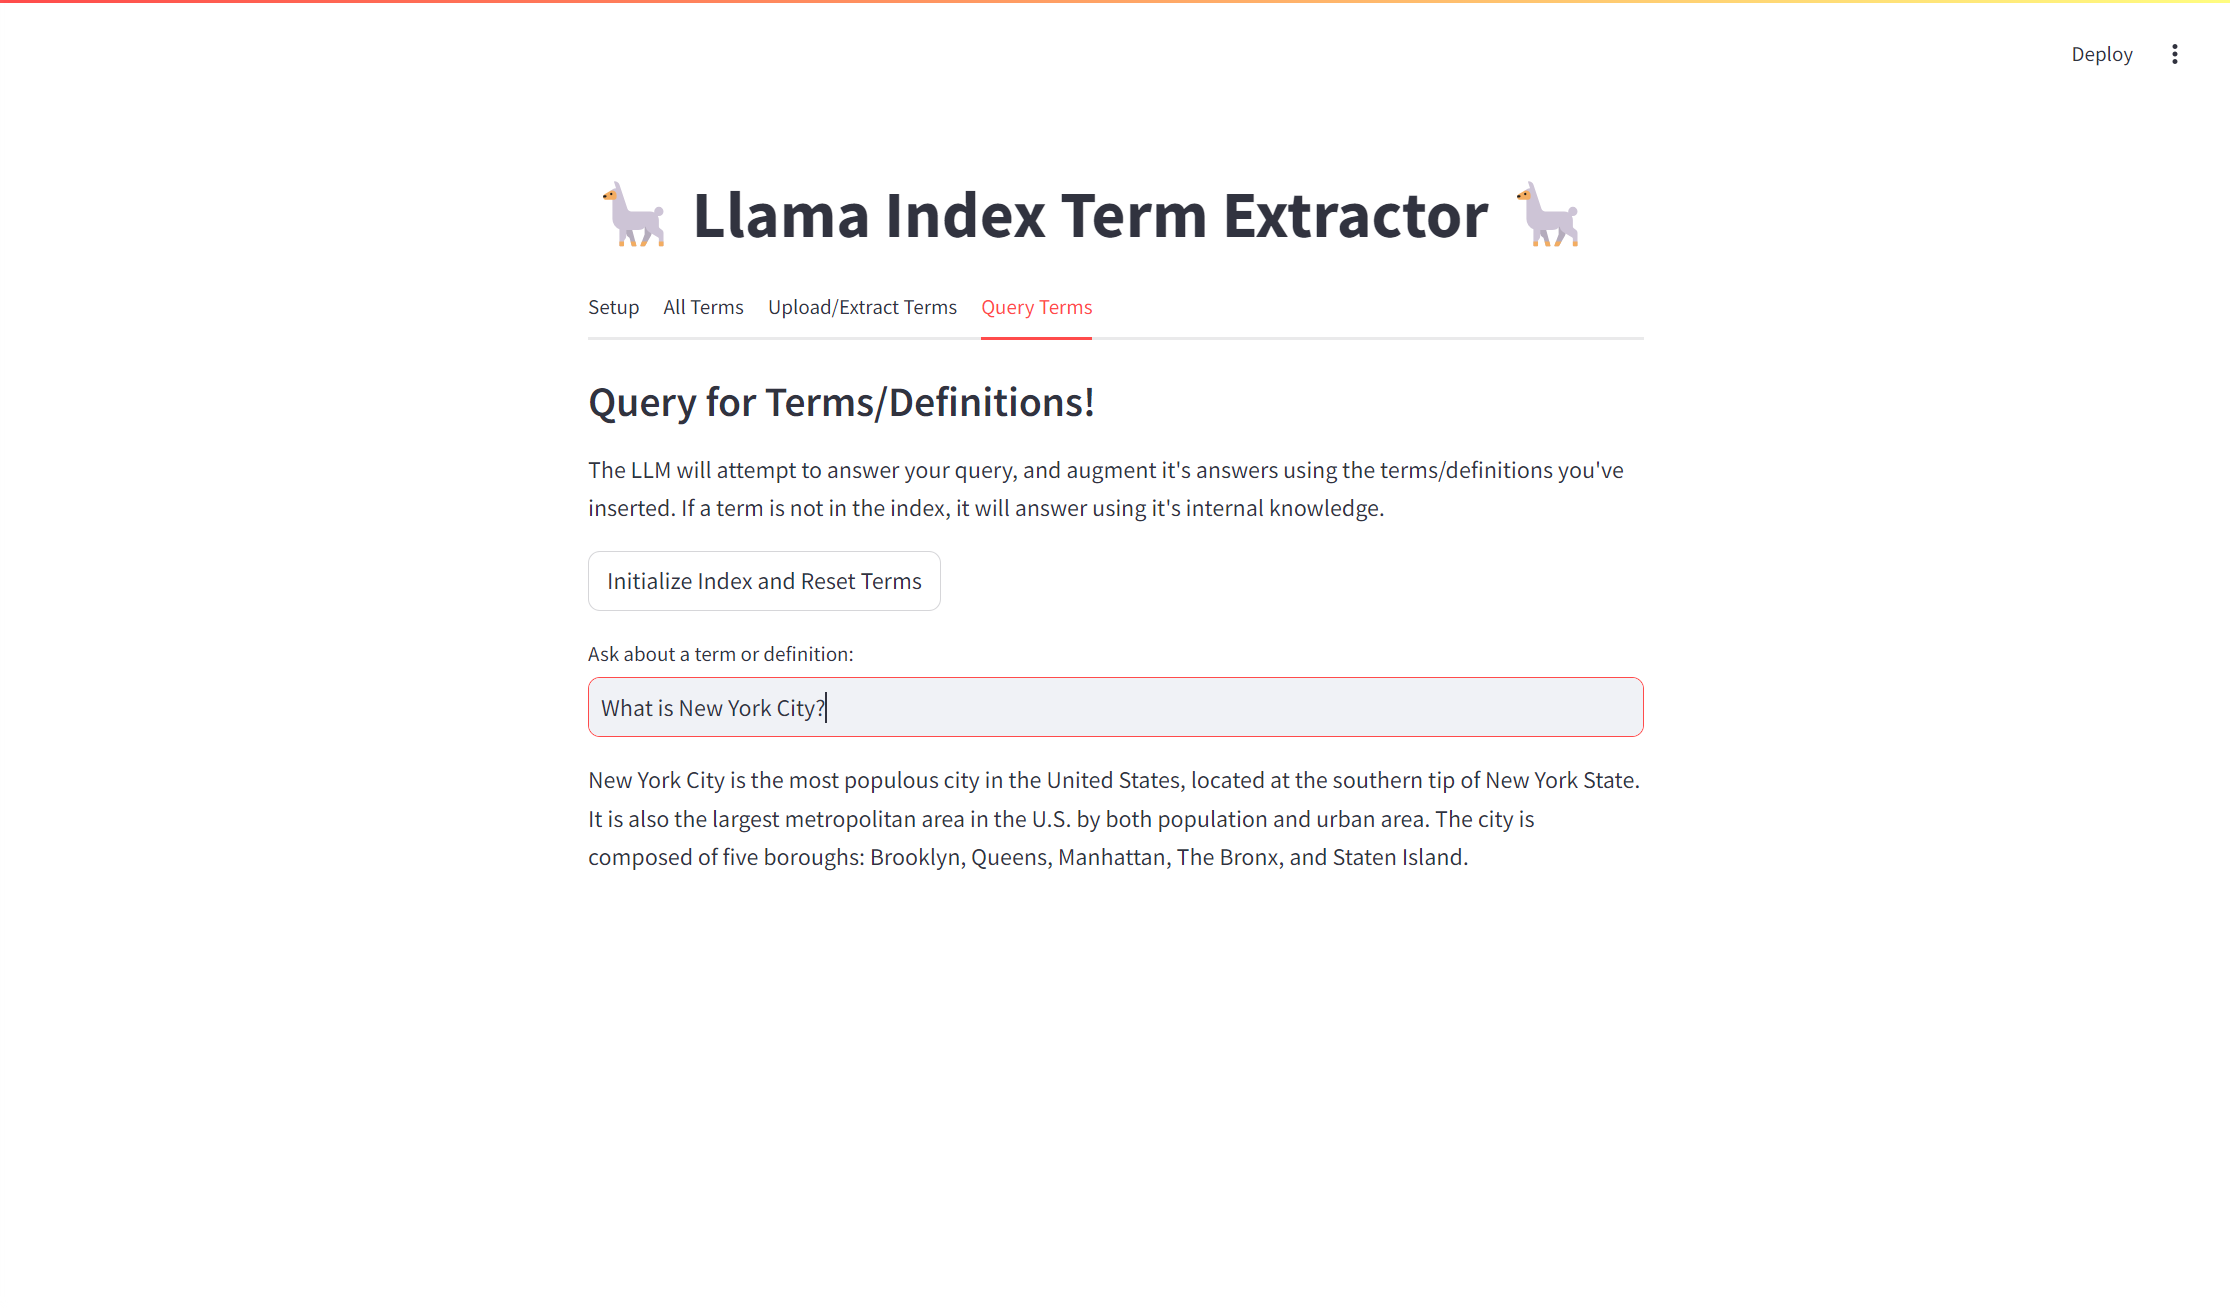 Deploy
Llama Index Term Extractor
Setup All Terms Upload/Extract Terms Query Terms
Query for Terms/Definitions!
The LLM will attempt to answer your query, and augment it's answers using the terms/definitions you've
inserted. If a term is not in the index, it will answer using it's internal knowledge.
Initialize Index and Reset Terms
Ask about a term or definition:
What is New York City?
New York City is the most populous city in the United States, located at the southern tip of New York State.
It is also the largest metropolitan area in the U.S. by both population and urban area. The city is
composed of five boroughs: Brooklyn, Queens, Manhattan, The Bronx, and Staten Island.